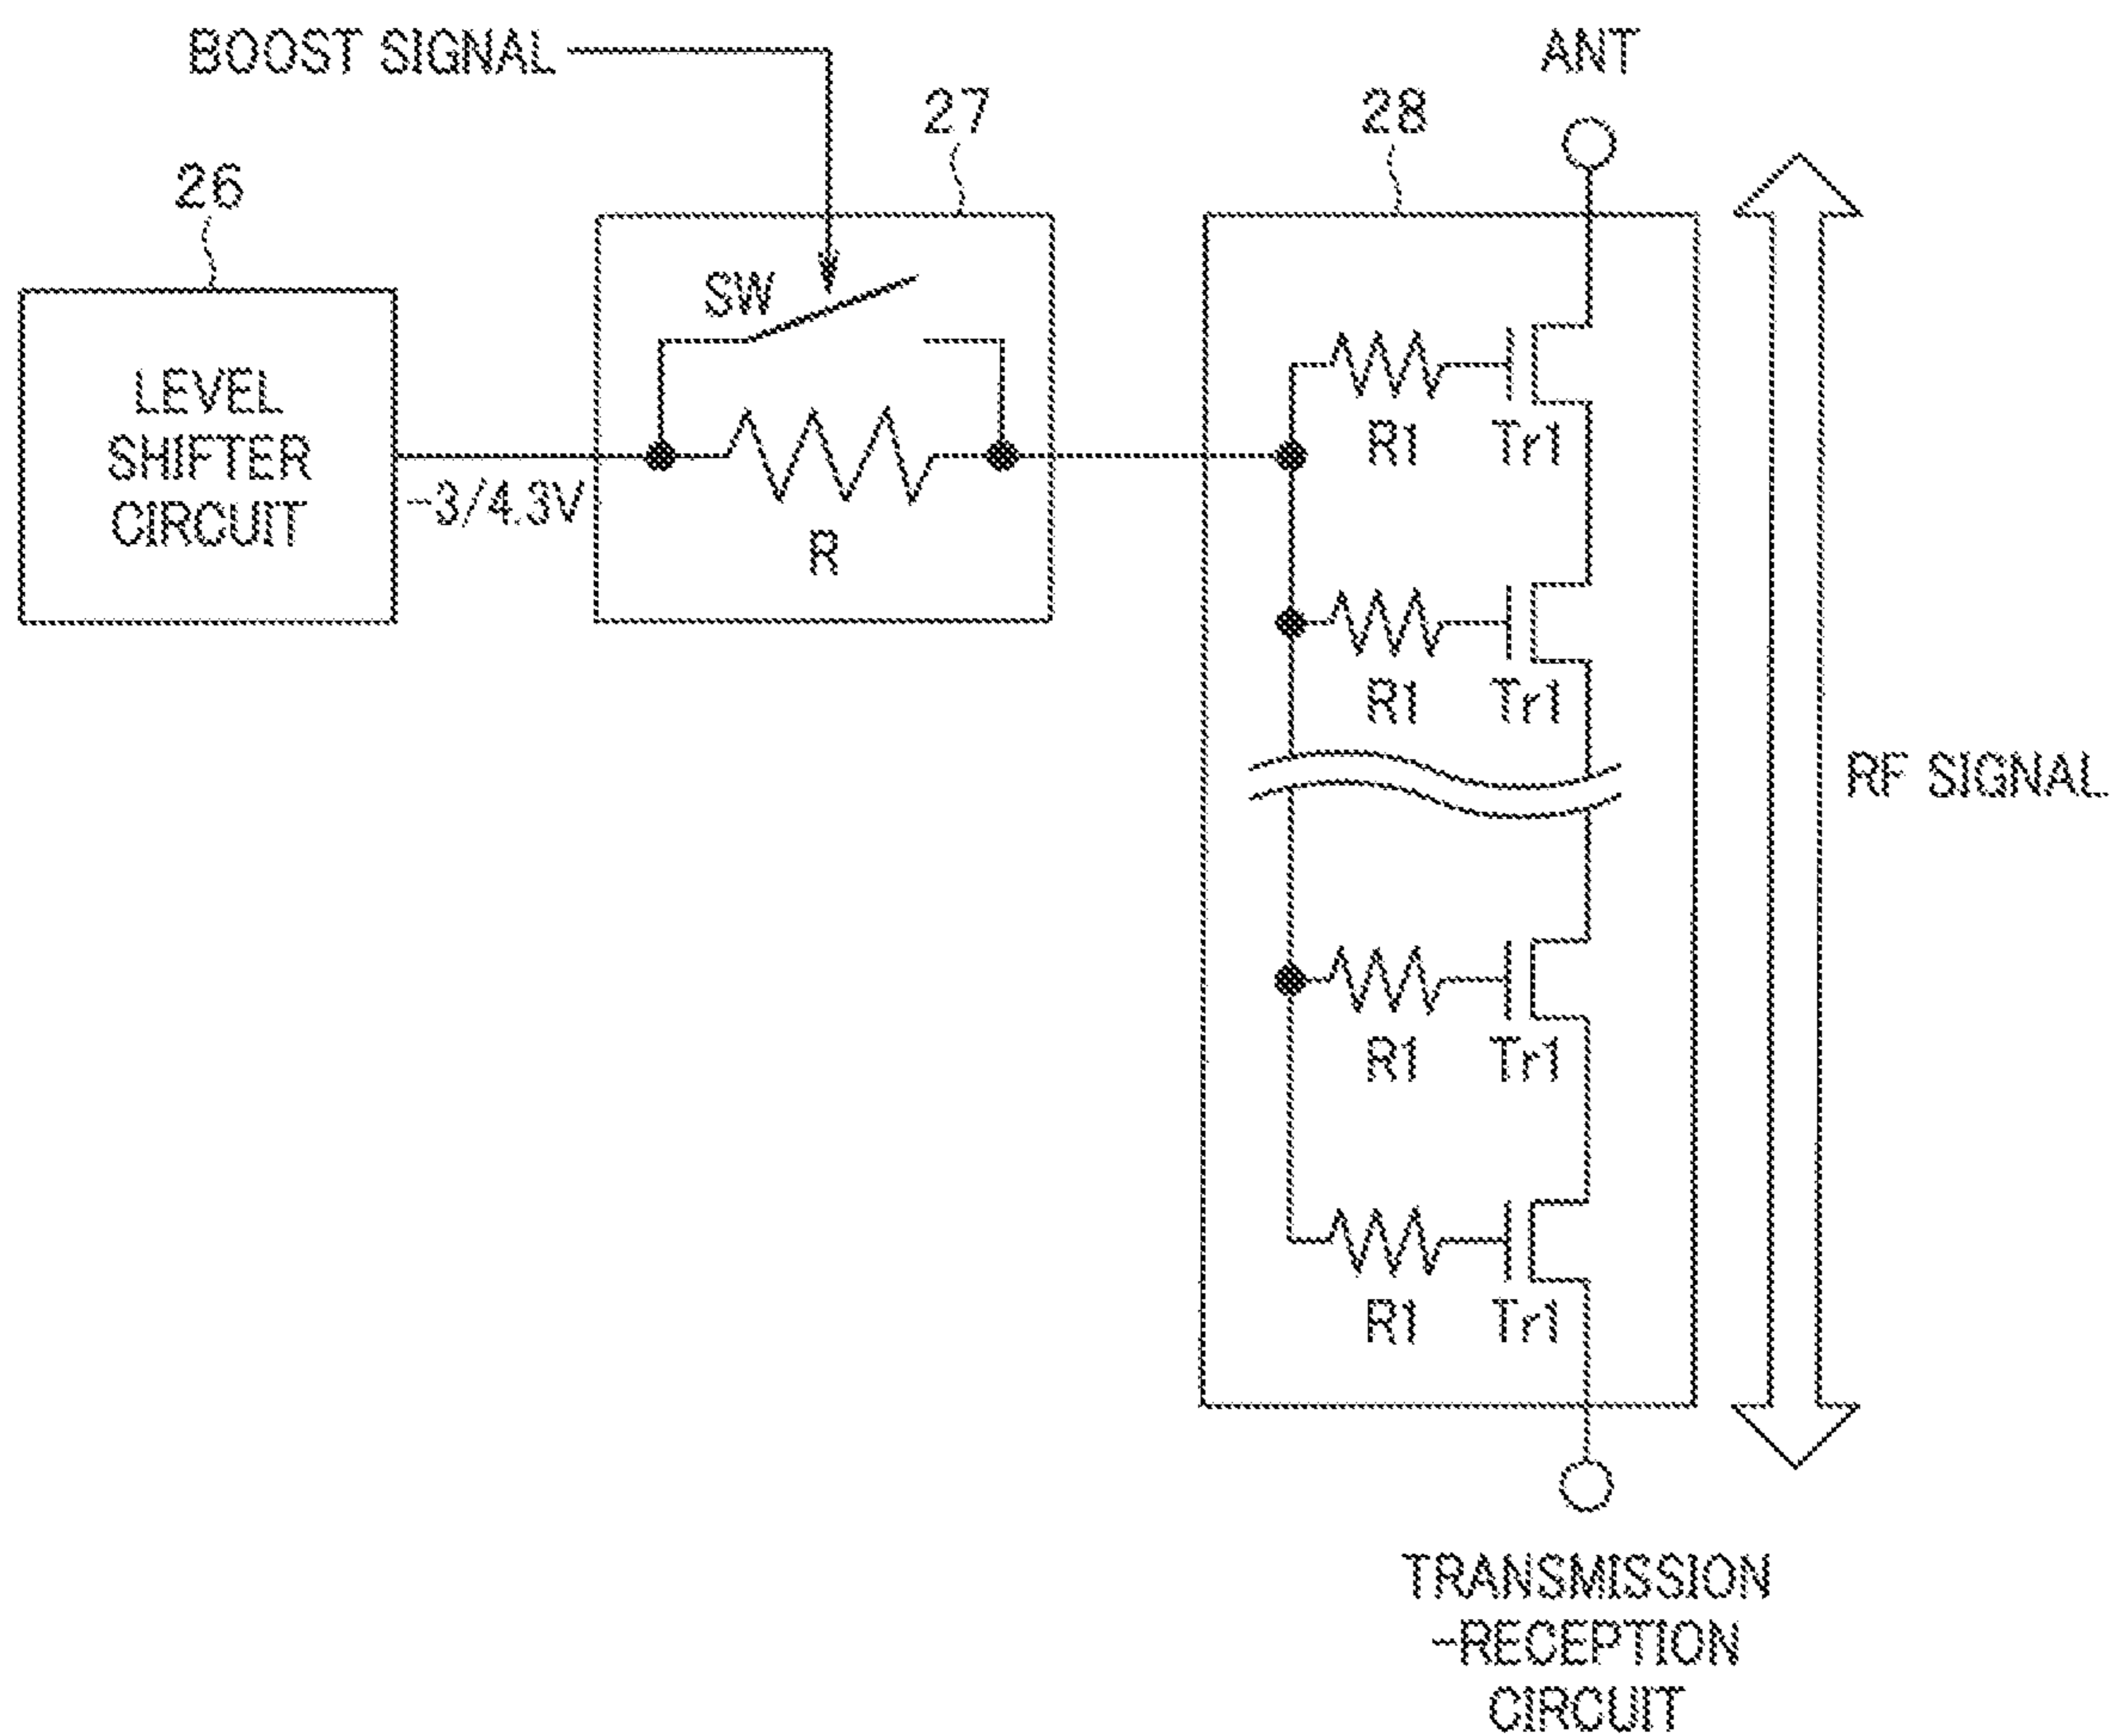 BOOST SIGNAL
ANT
27
28
26
SW
LEVEL
SHIFTER
CIRCUIT
-3/4.3V
R
R1
Tr1
R1
Tr1
RF SIGNAL
R1
Tr1
R1
Tr1
TRANSMISSION
-RECEPTION
CIRCUIT